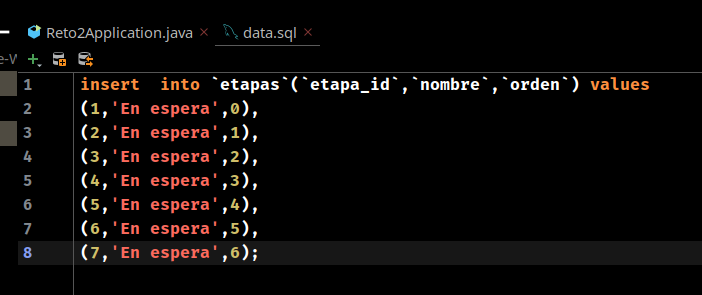 Reto2Application.java × data.sql ×
e-W
1 insert  into `etapas`(`etapa_id`,`nombre`,`orden`) values
2 (1,'En espera',0),
3 (2,'En espera',1),
4 (3,'En espera',2),
5 (4,'En espera',3),
6 (5,'En espera',4),
7 (6,'En espera',5),
8 (7,'En espera',6);